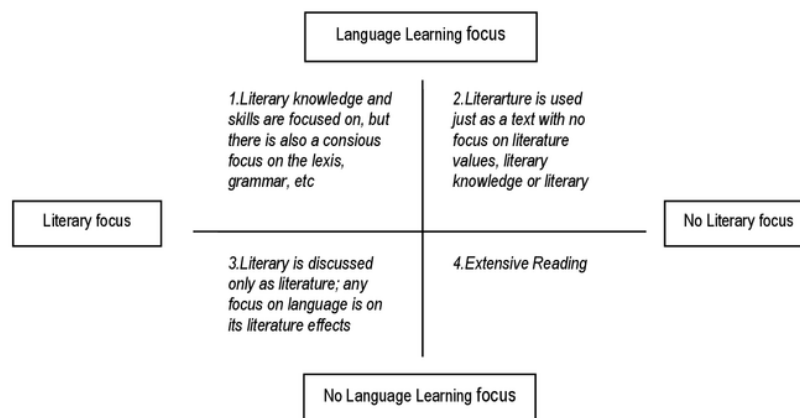 Language Learning focus
1.Literary knowledge and
skills are focused on, but
there is also a consious
focus on the lexis,
grammar, etc
2.Literarture is used
just as a text with no
focus on literature
values, literary
knowledge or literary
Literary focus
No Literary focus
3.Literary is discussed
only as literature; any
focus on language is on
its literature effects
4.Extensive Reading
No Language Learning focus